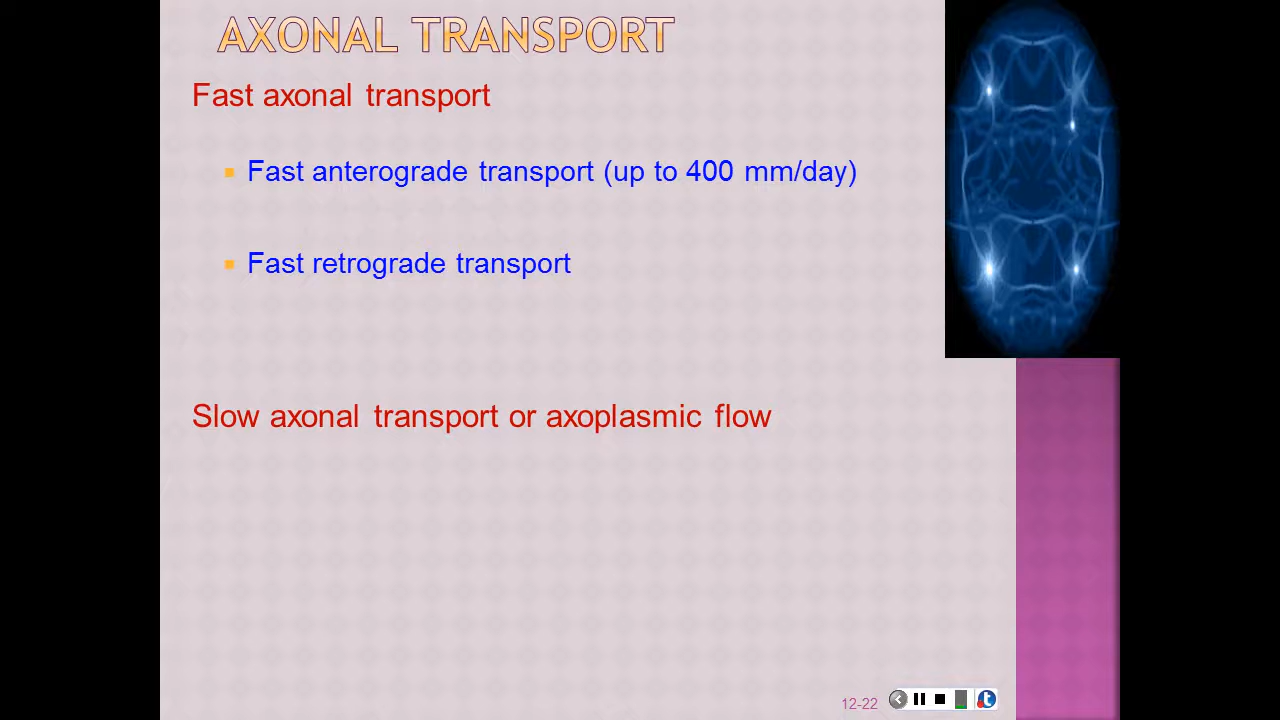 AXONAL TRANSPORT
Fast axonal transport
Fast anterograde transport (up to 400 mm/day)
Fast retrograde transport
Slow axonal transport or axoplasmic flow
12-22
t